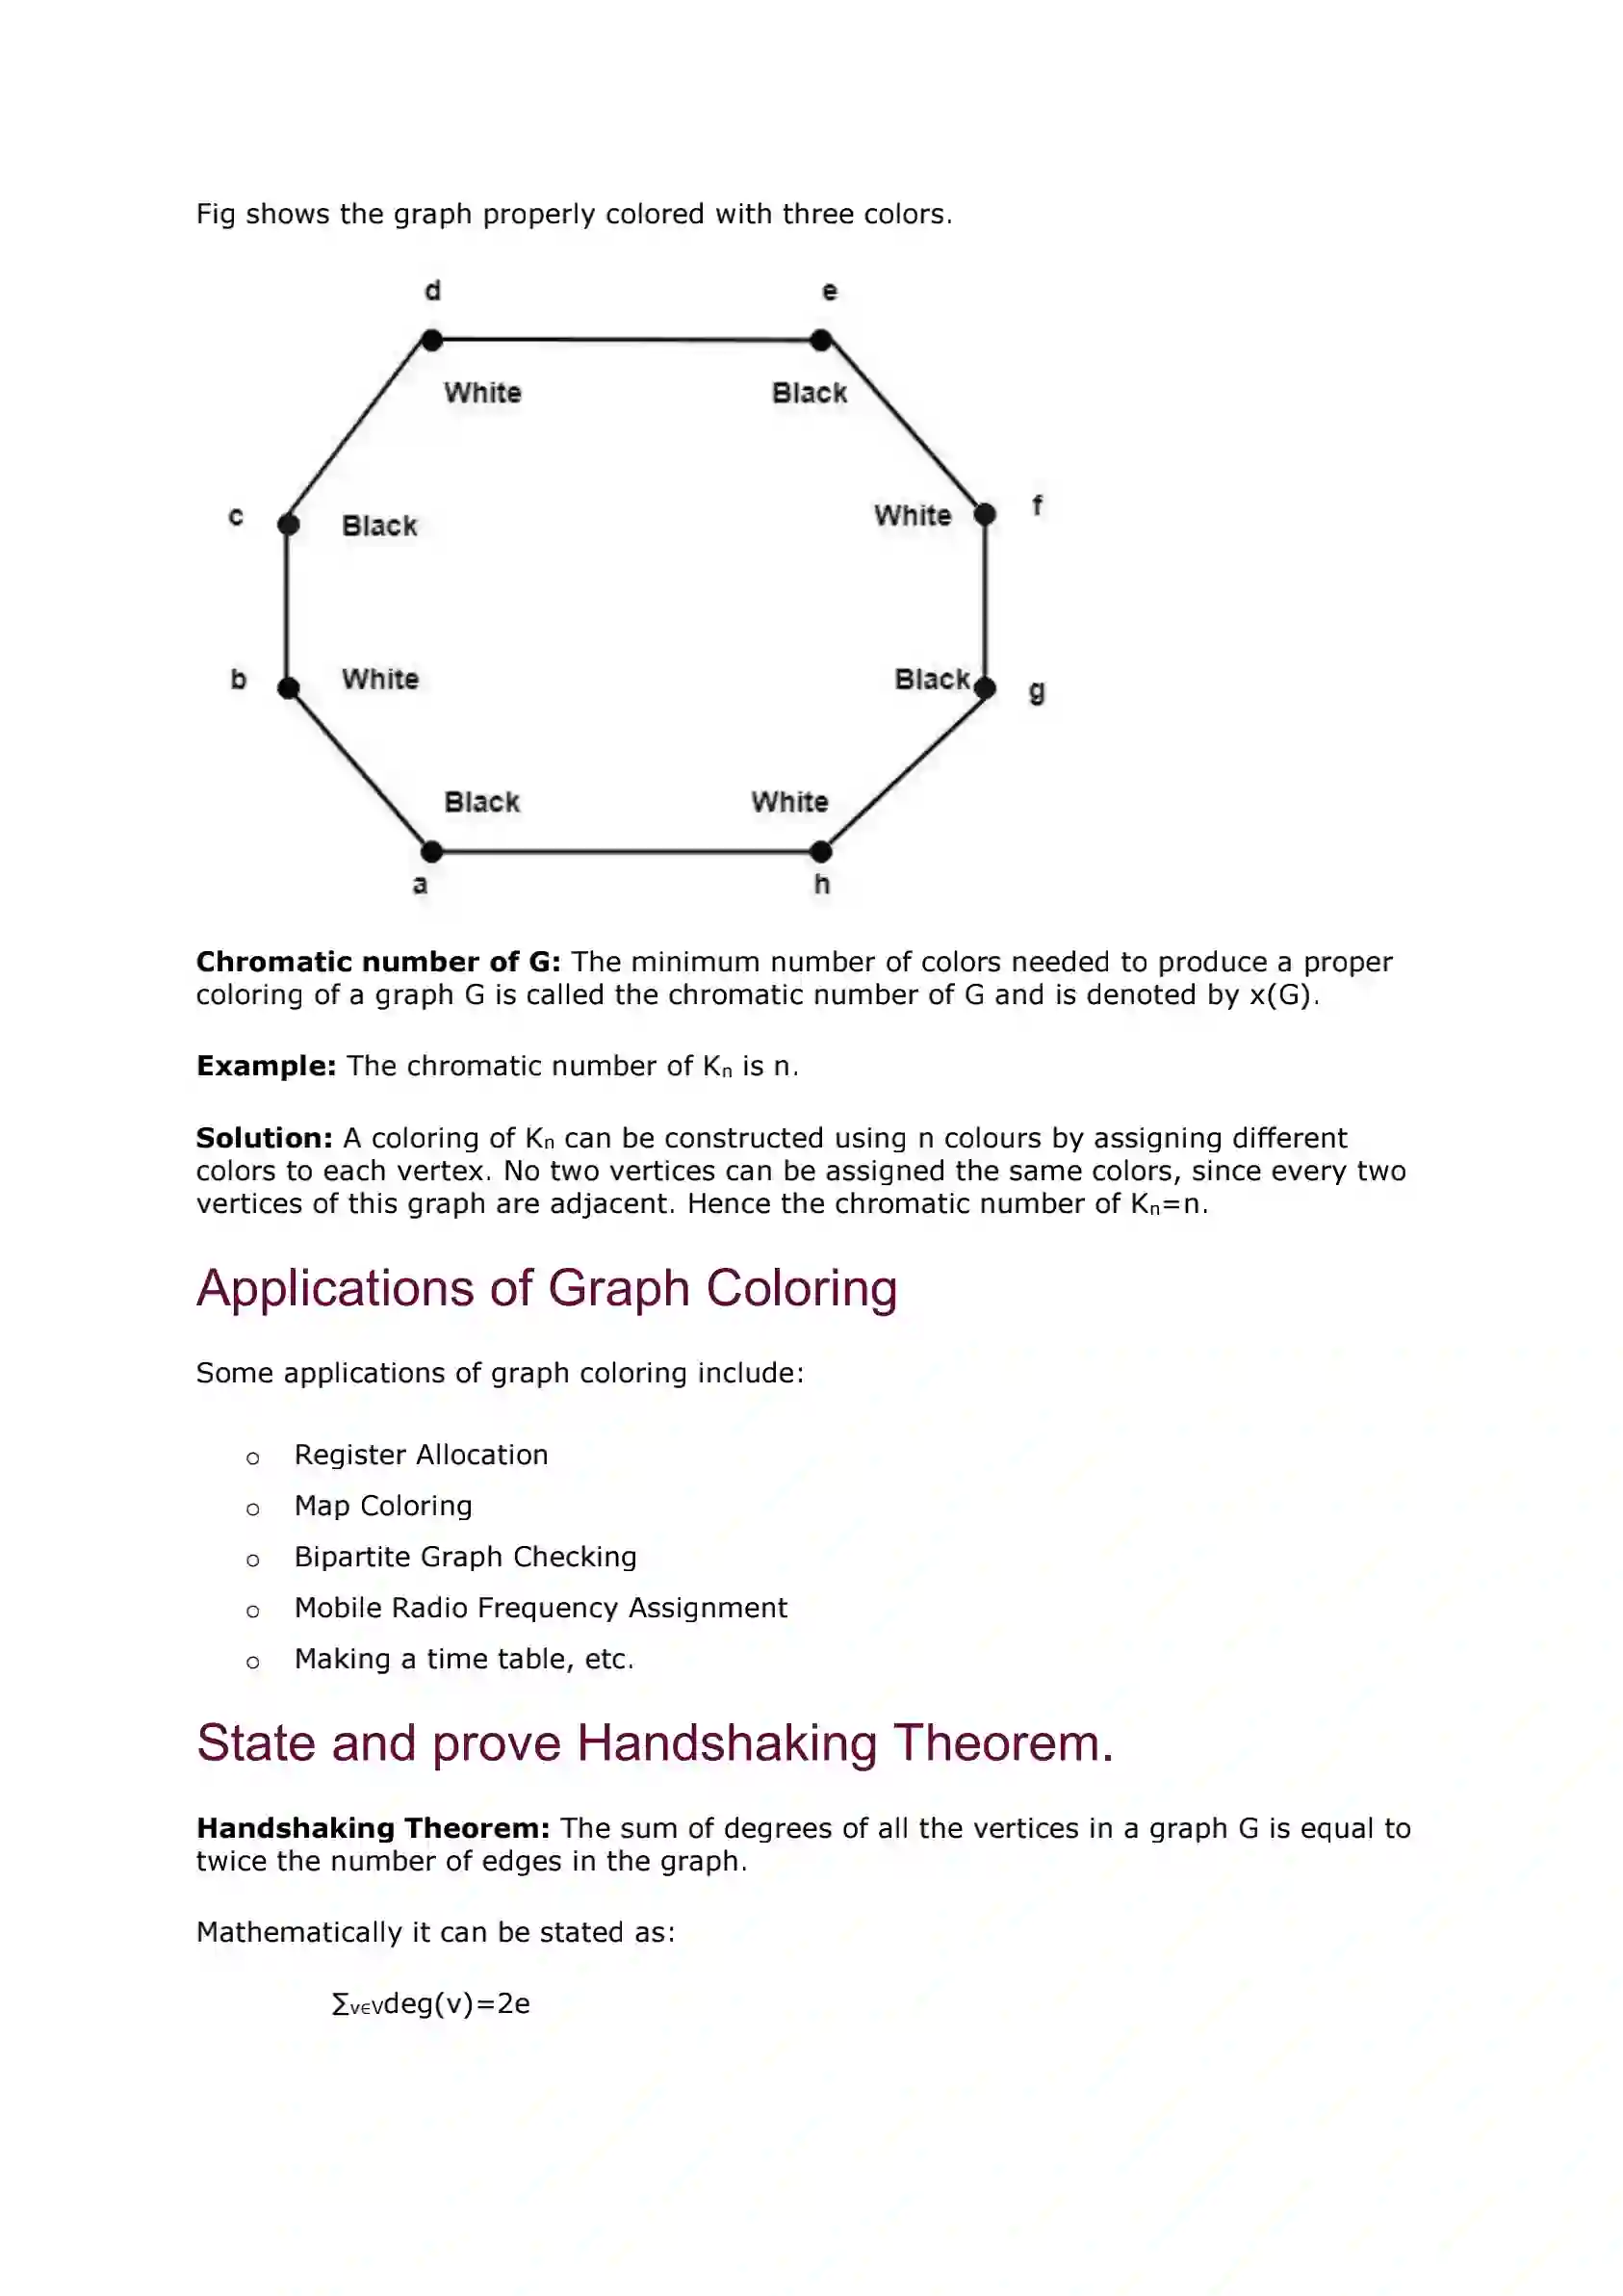 Fig shows the graph properly colored with three colors.
d e
White Black
c Black White f
b White Black g
Black White
a h
Chromatic number of G: The minimum number of colors needed to produce a proper
coloring of a graph G is called the chromatic number of G and is denoted by x(G).
Example: The chromatic number of Kn is n.
Solution: A coloring of Kn can be constructed using n colours by assigning different
colors to each vertex. No two vertices can be assigned the same colors, since every two
vertices of this graph are adjacent. Hence the chromatic number of Kn=n.
Applications of Graph Coloring
Some applications of graph coloring include:
o Register Allocation
o Map Coloring
o Bipartite Graph Checking
o Mobile Radio Frequency Assignment
o Making a time table, etc.
State and prove Handshaking Theorem.
Handshaking Theorem: The sum of degrees of all the vertices in a graph G is equal to
twice the number of edges in the graph.
Mathematically it can be stated as:
∑v∈Vdeg(v)=2e